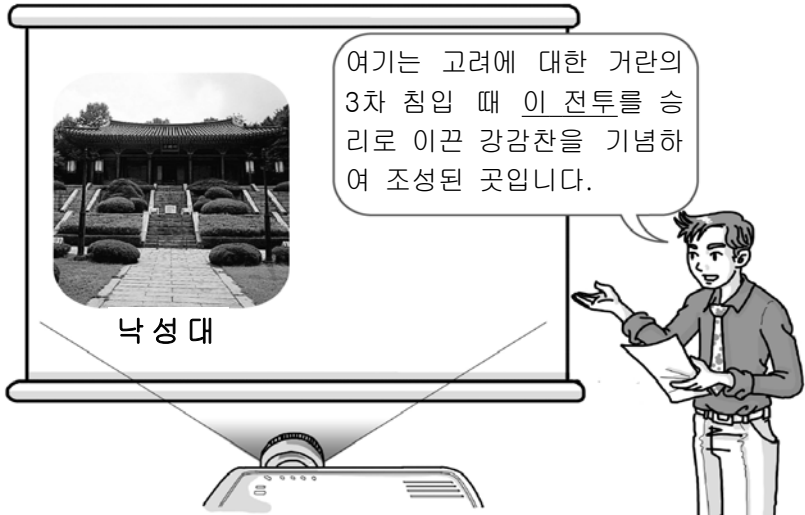 여기는 고려에 대한 거란의
3차 침입 때 이 전투를 승
리로 이끈 강감찬을 기념하
여 조성된 곳입니다.
낙성대